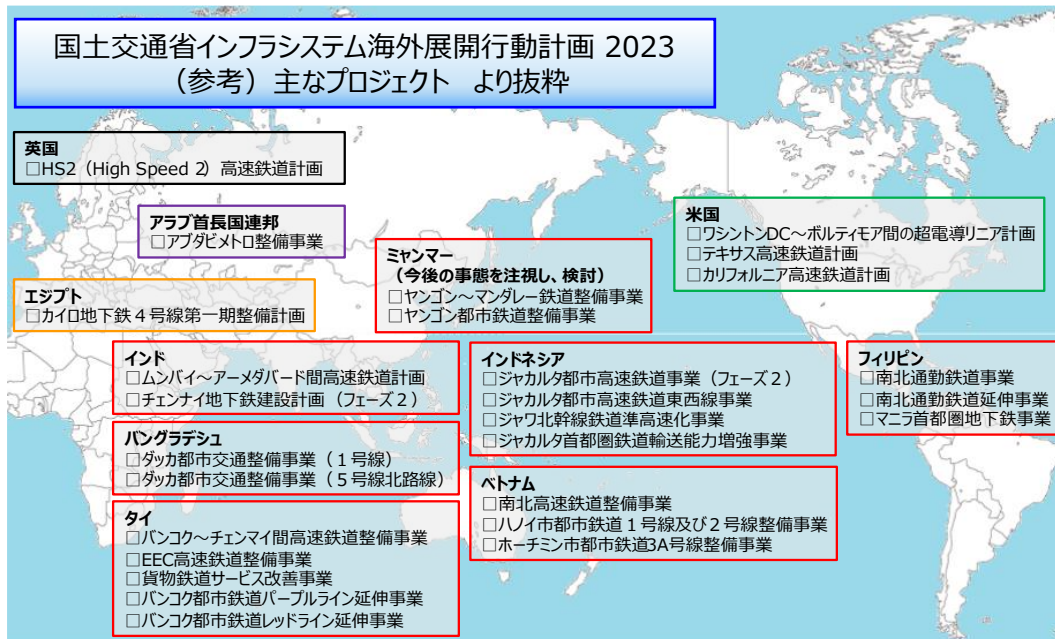 国土交通省インフラシステム海外展開行動計画 2023
（参考）主なプロジェクト　より抜粋
英国
□HS2（High Speed 2）高速鉄道計画
アラブ首長国連邦
□アブダビメトロ整備事業
エジプト
□カイロ地下鉄４号線第一期整備計画
ミャンマー
（今後の事態を注視し、検討）
□ヤンゴン～マンダレー鉄道整備事業
□ヤンゴン都市鉄道整備事業
米国
□ワシントンDC～ボルティモア間の超電導リニア計画
□テキサス高速鉄道計画
□カリフォルニア高速鉄道計画
インド
□ムンバイ～アーメダバード間高速鉄道計画
□チェンナイ地下鉄建設計画（フェーズ２）
インドネシア
□ジャカルタ都市高速鉄道事業（フェーズ２）
□ジャカルタ都市高速鉄道東西線事業
□ジャワ北幹線鉄道準高速化事業
□ジャカルタ首都圏鉄道輸送能力増強事業
フィリピン
□南北通勤鉄道事業
□南北通勤鉄道延伸事業
□マニラ首都圏地下鉄事業
バングラデシュ
□ダッカ都市交通整備事業（１号線）
□ダッカ都市交通整備事業（５号線北路線）
ベトナム
□南北高速鉄道整備事業
□ハノイ市都市鉄道１号線及び２号線整備事業
□ホーチミン市都市鉄道3A号線整備事業
タイ
□バンコク～チェンマイ間高速鉄道整備事業
□EEC高速鉄道整備事業
□貨物鉄道サービス改善事業
□バンコク都市鉄道パープルライン延伸事業
□バンコク都市鉄道レッドライン延伸事業